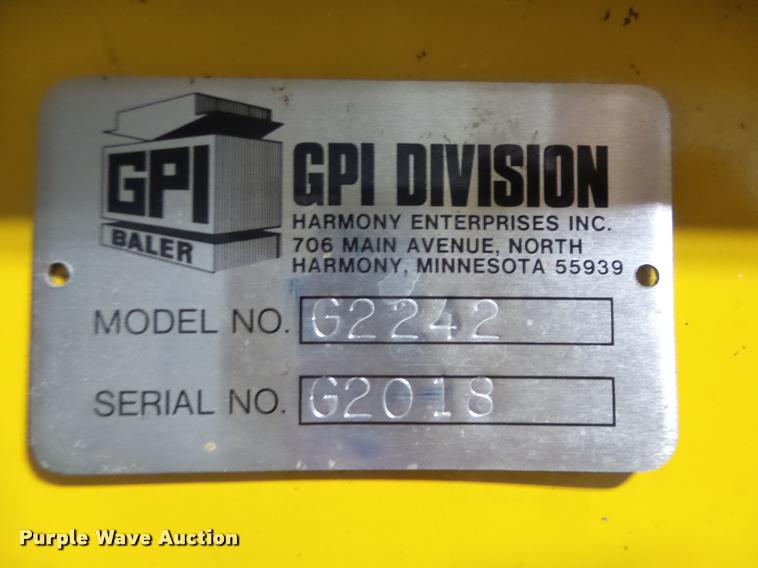 GPI
BALER
GPI DIVISION
HARMONY ENTERPRISES INC.
706 MAIN AVENUE, NORTH
HARMONY, MINNESOTA 55939
MODEL NO. G2242
SERIAL NO. G2018
Purple Wave Auction